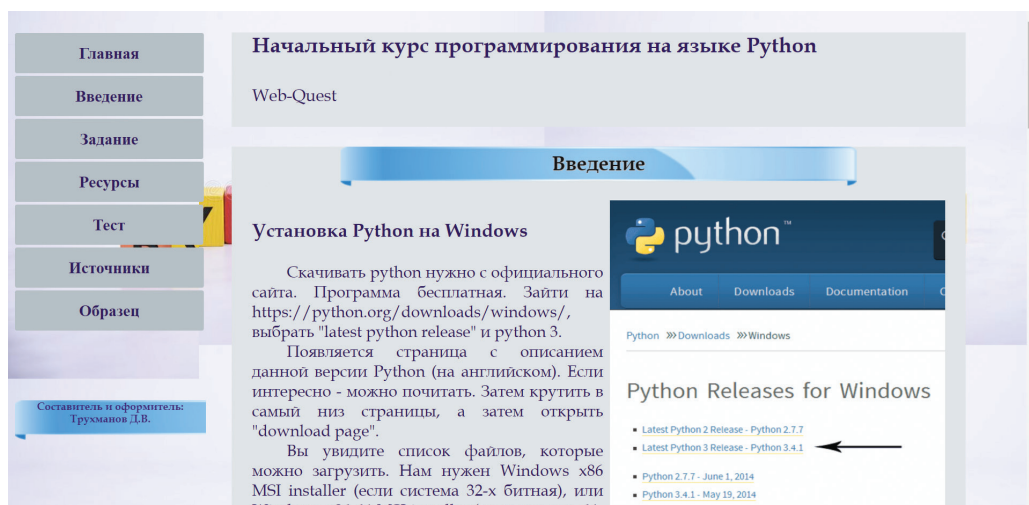 Главная
Введение
Задание
Ресурсы
Тест
Источники
Образец
Составитель и оформитель:
Трухманов Д.В.
Начальный курс программирования на языке Python
Web-Quest
Введение
Установка Python на Windows
Скачивать python нужно с официального
сайта. Программа бесплатная. Зайти на
https://python.org/downloads/windows/,
выбрать "latest python release" и python 3.
Появляется страница с описанием
данной версии Python (на английском). Если
интересно - можно почитать. Затем крутить в
самый низ страницы, а затем открыть
"download page".
Вы увидите список файлов, которые
можно загрузить. Нам нужен Windows x86
MSI installer (если система 32-х битная), или
python™
About Downloads Documentation
Python »» Downloads »» Windows
Python Releases for Windows
Latest Python 2 Release - Python 2.7.7
Latest Python 3 Release - Python 3.4.1
Python 2.7.7 - June 1, 2014
Python 3.4.1 - May 19, 2014